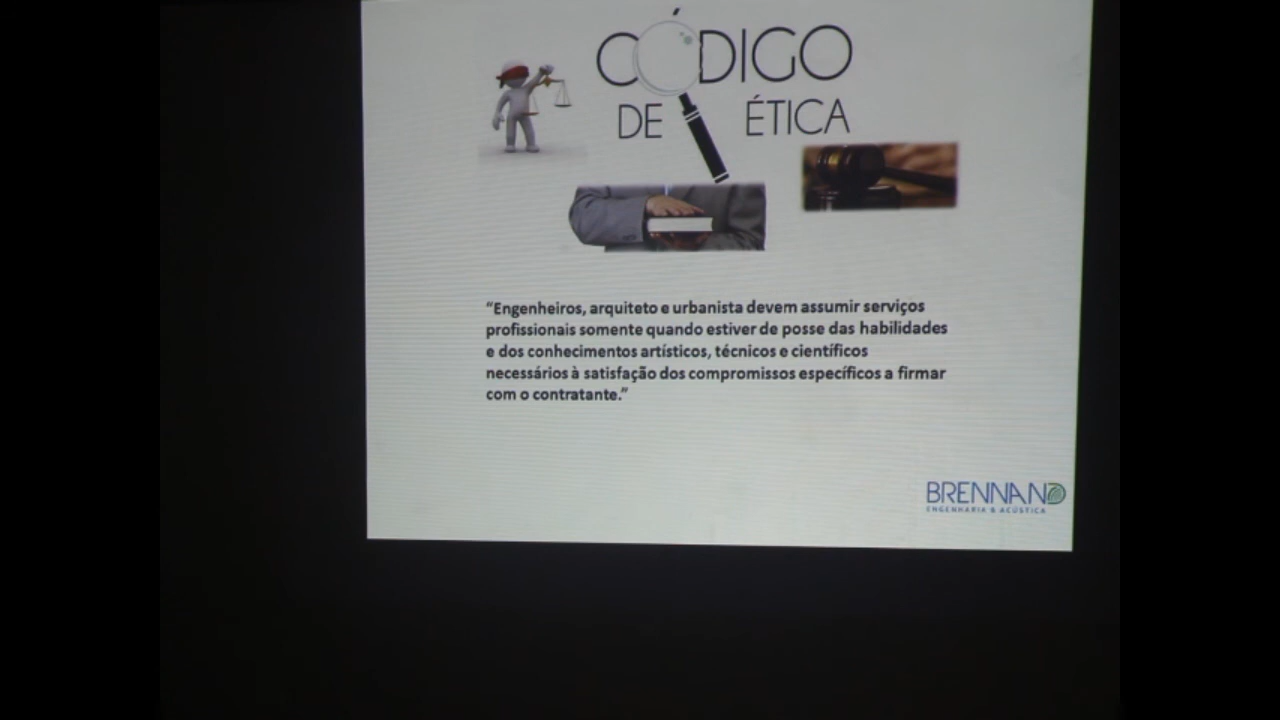 CÓDIGO
DE ÉTICA
“Engenheiros, arquiteto e urbanista devem assumir serviços
profissionais somente quando estiver de posse das habilidades
e dos conhecimentos artísticos, técnicos e científicos
necessários à satisfação dos compromissos específicos a firmar
com o contratante.”
BRENNAND
ENGENHARIA & ACÚSTICA